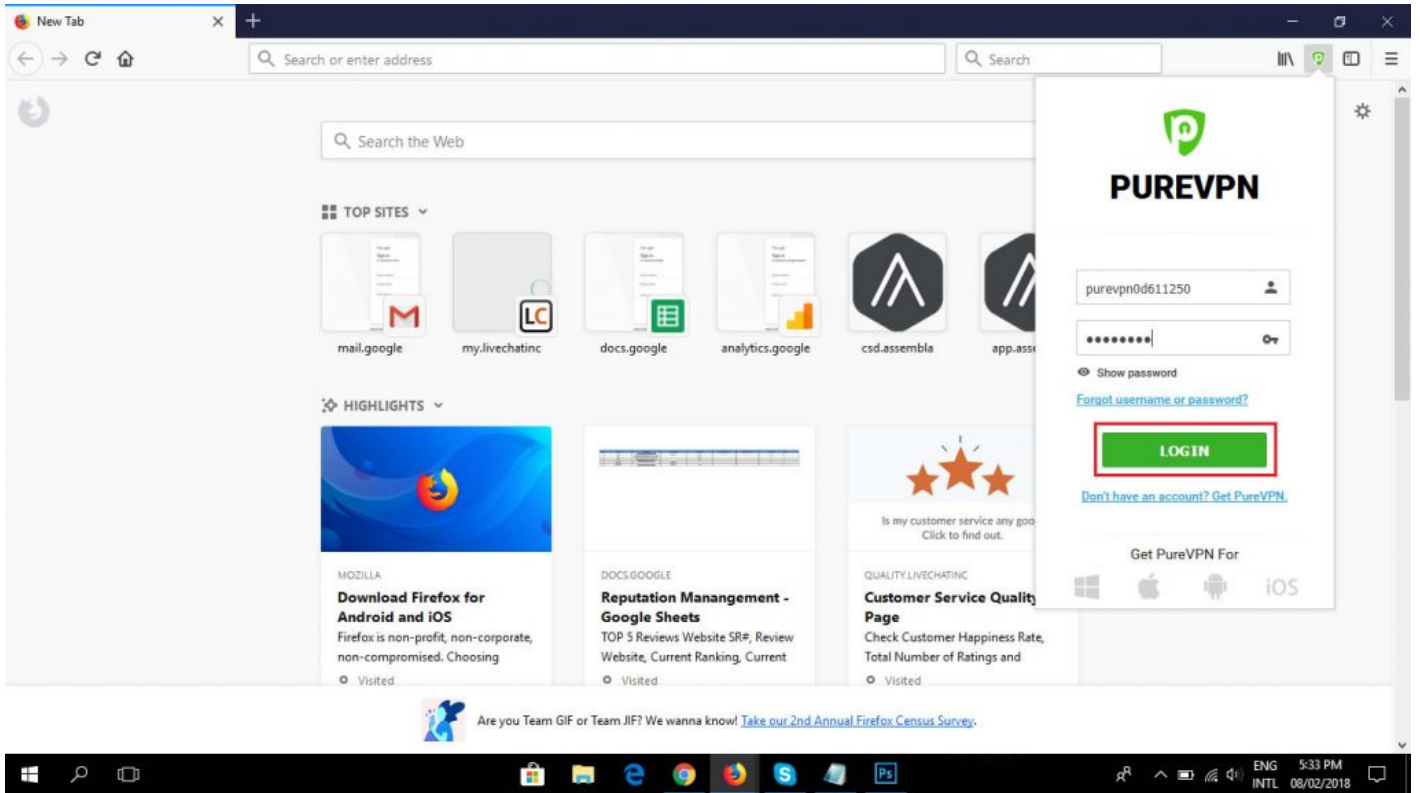 New Tab
Search or enter address
Search
Search the Web
TOP SITES
mail.google
my.livechatinc
LC
docs.google
analytics.google
csd.assembla
app.asse
HIGHLIGHTS
Is my customer service any goo
Click to find out.
MOZILLA
Download Firefox for
Android and iOS
Firefox is non-profit, non-corporate,
non-compromised. Choosing
Visited
DOCS.GOOGLE
Reputation Manangement -
Google Sheets
TOP 5 Reviews Website SR#, Review
Website, Current Ranking, Current
Visited
QUALITY.LIVECHATINC
Customer Service Quality
Page
Check Customer Happiness Rate,
Total Number of Ratings and
Visited
PUREVPN
purevpn0d611250
Show password
Forgot username or password?
LOGIN
Don't have an account? Get PureVPN.
Get PureVPN For
iOS
Are you Team GIF or Team JIF? We wanna know! Take our 2nd Annual Firefox Census Survey.
Ps
ENG
INTL
5:33 PM
08/02/2018